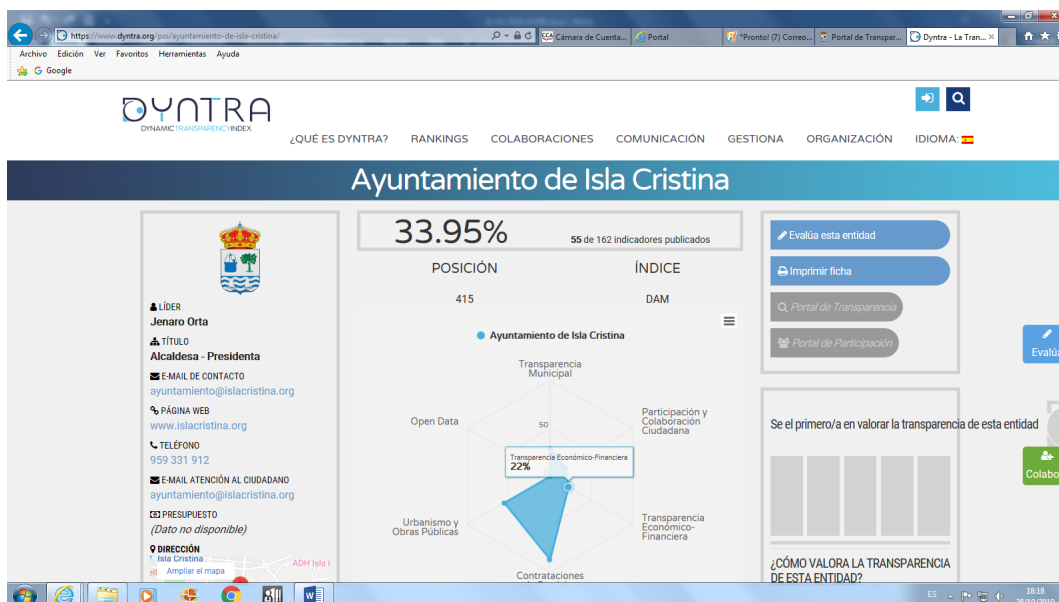 https://www.dyntra.org/poi/ayuntamiento-de-isla-cristina/
Cámara de Cuenta...
Portal
*Pronto! (7) Correo...
Portal de Transpar...
Dyntra - La Tran...
Archivo Edición Ver Favoritos Herramientas Ayuda
Google
DYNTRA
DYNAMIC TRANSPARENCY INDEX
¿QUÉ ES DYNTRA? RANKINGS COLABORACIONES COMUNICACIÓN GESTIONA ORGANIZACIÓN IDIOMA:
Ayuntamiento de Isla Cristina
LÍDER
Jenaro Orta
TÍTULO
Alcaldesa - Presidenta
E-MAIL DE CONTACTO
ayuntamiento@islacristina.org
PÁGINA WEB
www.islacristina.org
TELÉFONO
959 331 912
E-MAIL ATENCIÓN AL CIUDADANO
ayuntamiento@islacristina.org
PRESUPUESTO
(Dato no disponible)
DIRECCIÓN
Isla Cristina
Ampliar el mapa
ADH Isla
33.95%
55 de 162 indicadores publicados
POSICIÓN ÍNDICE
415 DAM
Ayuntamiento de Isla Cristina
Transparencia
Municipal
Participación y
Colaboración
Ciudadana
Open Data
50
Transparencia Económico-Financiera
22%
Urbanismo y
Obras Públicas
Transparencia
Económico-
Financiera
Contrataciones
Evalúa esta entidad
Imprimir ficha
Portal de Transparencia
Portal de Participación
Evalúa
Se el primero/a en valorar la transparencia de esta entidad
Colabo
¿CÓMO VALORA LA TRANSPARENCIA
DE ESTA ENTIDAD?
ES
18:18